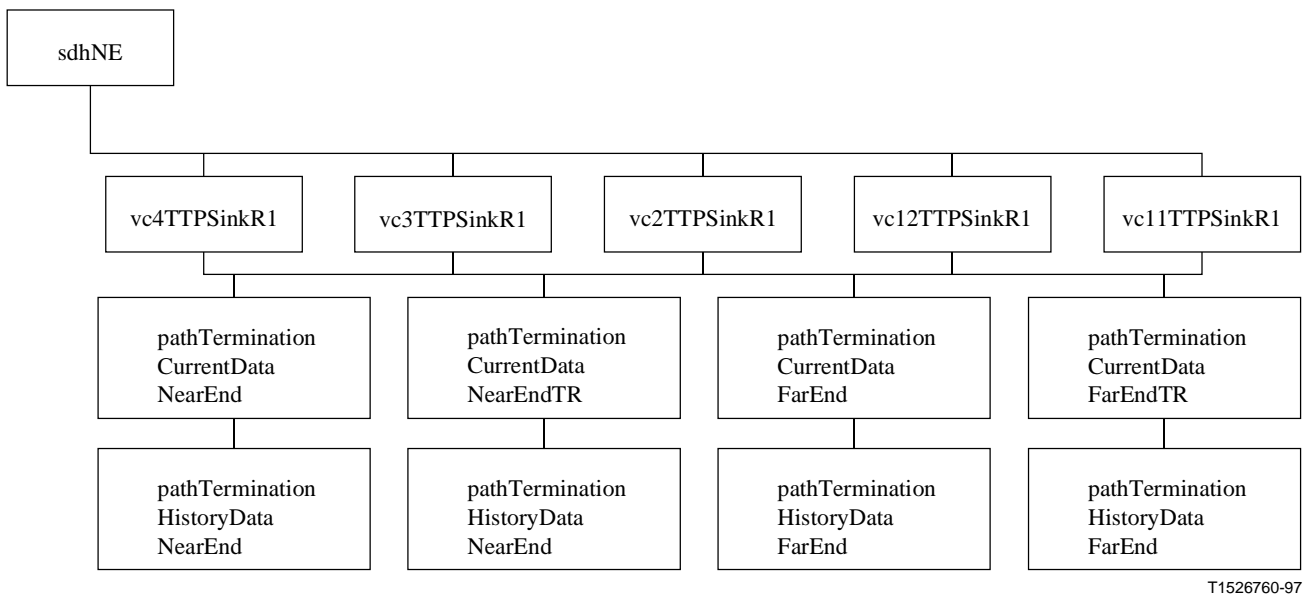 sdhNE
vc4TTPSinkR1
vc3TTPSinkR1
vc2TTPSinkR1
vc12TTPSinkR1
vc11TTPSinkR1
pathTermination
CurrentData
NearEnd
pathTermination
CurrentData
NearEndTR
pathTermination
CurrentData
FarEnd
pathTermination
CurrentData
FarEndTR
pathTermination
HistoryData
NearEnd
pathTermination
HistoryData
NearEnd
pathTermination
HistoryData
FarEnd
pathTermination
HistoryData
FarEnd
T1526760-97